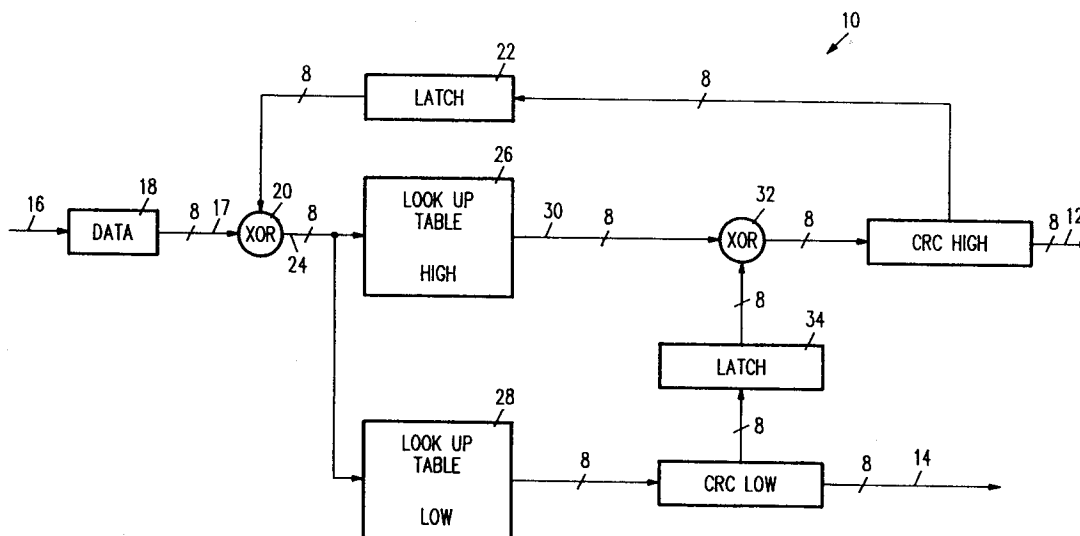 10
22
8
LATCH
8
16
18
DATA
8
17
20
XOR
24
8
26
LOOK UP
TABLE
HIGH
30
8
32
XOR
8
CRC HIGH
8
12
8
34
LATCH
8
28
LOOK UP
TABLE
LOW
8
CRC LOW
8
14